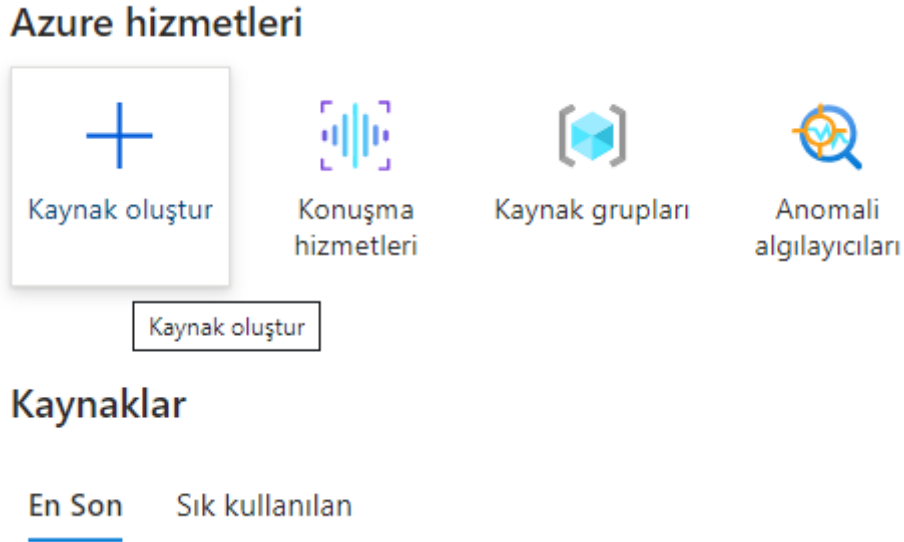 Azure hizmetleri
Kaynak oluştur
Konuşma
hizmetleri
Kaynak grupları
Anomali
algılayıcıları
Kaynak oluştur
Kaynaklar
En Son
Sık kullanılan